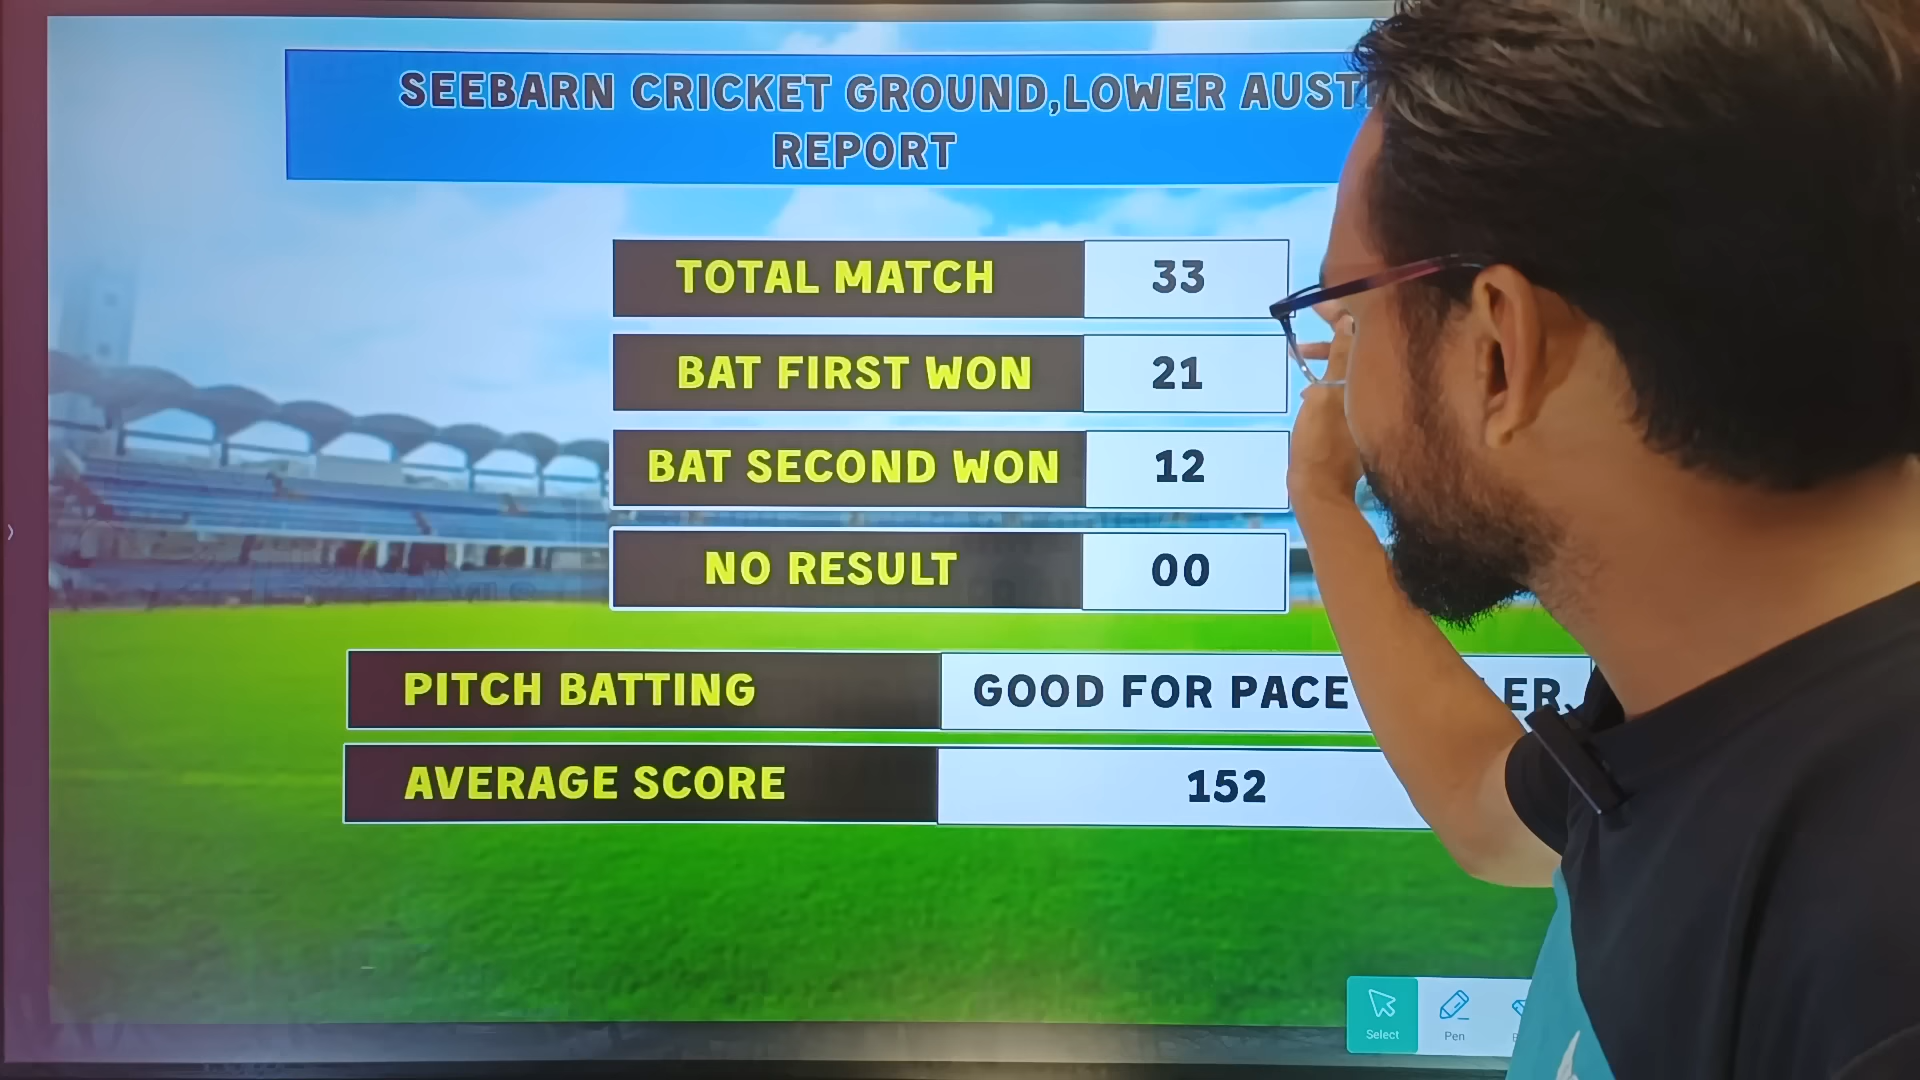 SEEBARN CRICKET GROUND,LOWER
REPORT
TOTAL MATCH 33
BAT FIRST WON 21
BAT SECOND WON 12
NO RESULT 00
PITCH BATTING GOOD FOR PACE
AVERAGE SCORE 152
Select Pen